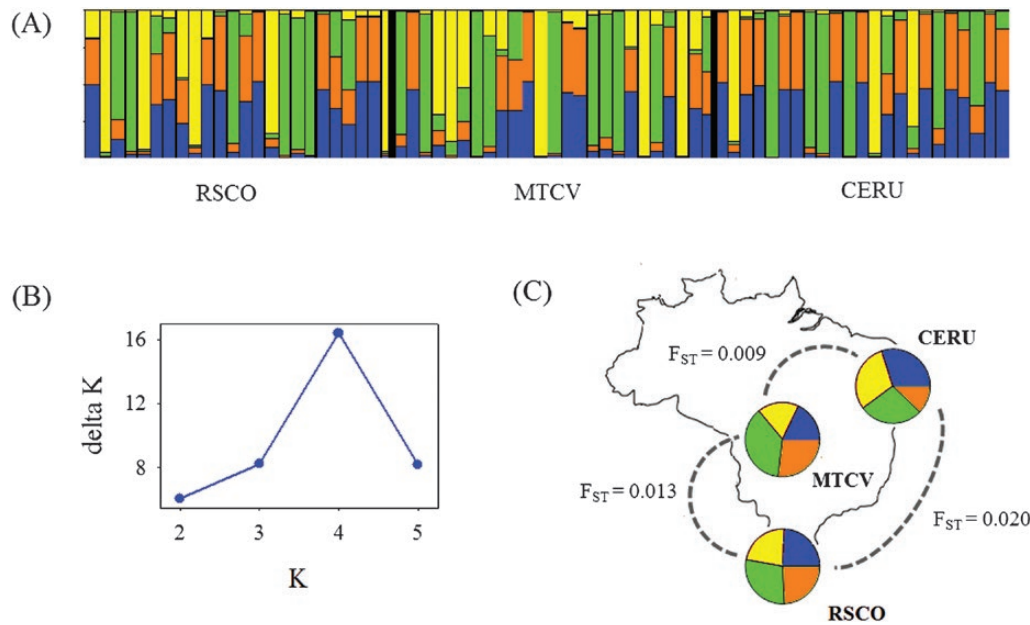 (A)
RSCO MTCV CERU
(B)
16
12
8
delta K
2 3 4 5
K
(C)
CERU
FST = 0.009
MTCV
FST = 0.013
FST = 0.020
RSCO